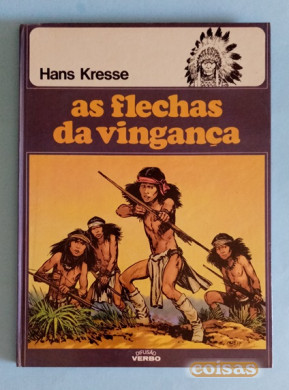 Hans Kresse
as flechas
da vingança
DIFUSÃO
VERBO
coisas